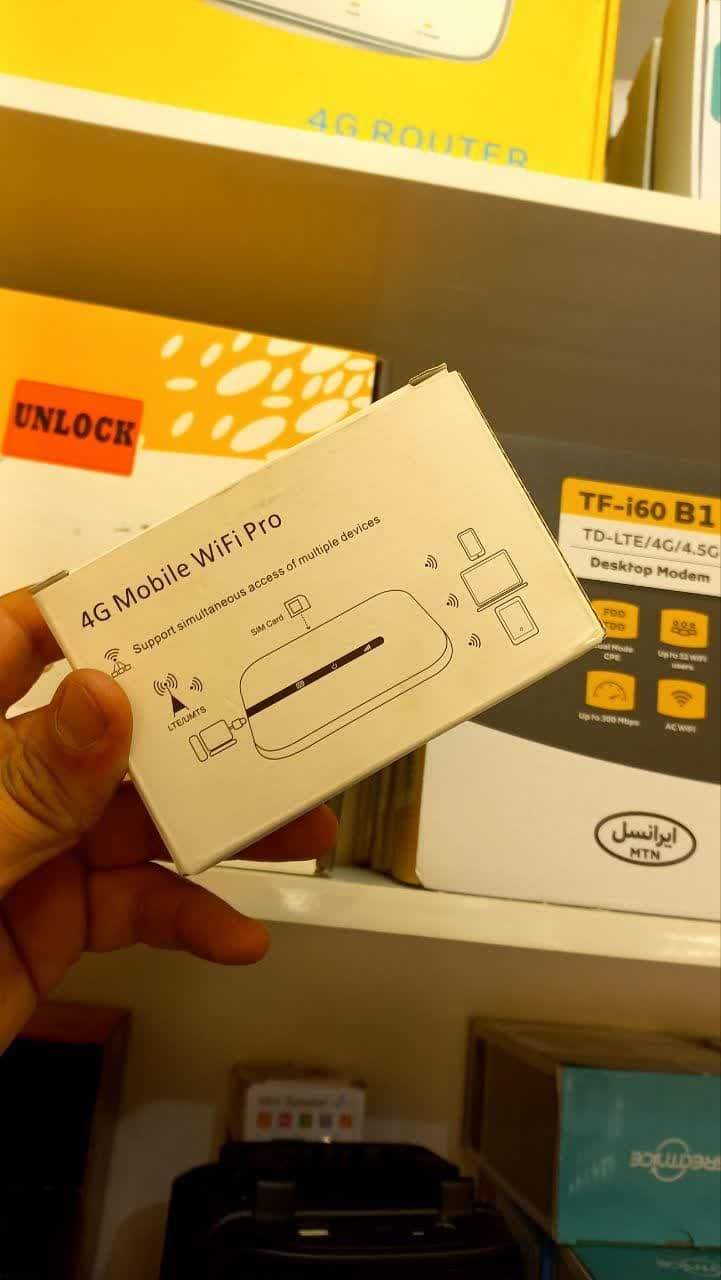 4G ROUTER
UNLOCK
4G Mobile WiFi Pro
Support simultaneous access of multiple devices
SIM Card
LTE/UMTS
TF-i60 B1
TD-LTE/4G/4.5G
Desktop Modem
FDD
TDD
Mode
CPE
Up to 32 WiFi
users
Up to 300 Mbps
AC WiFi
ایرانسل
MTN